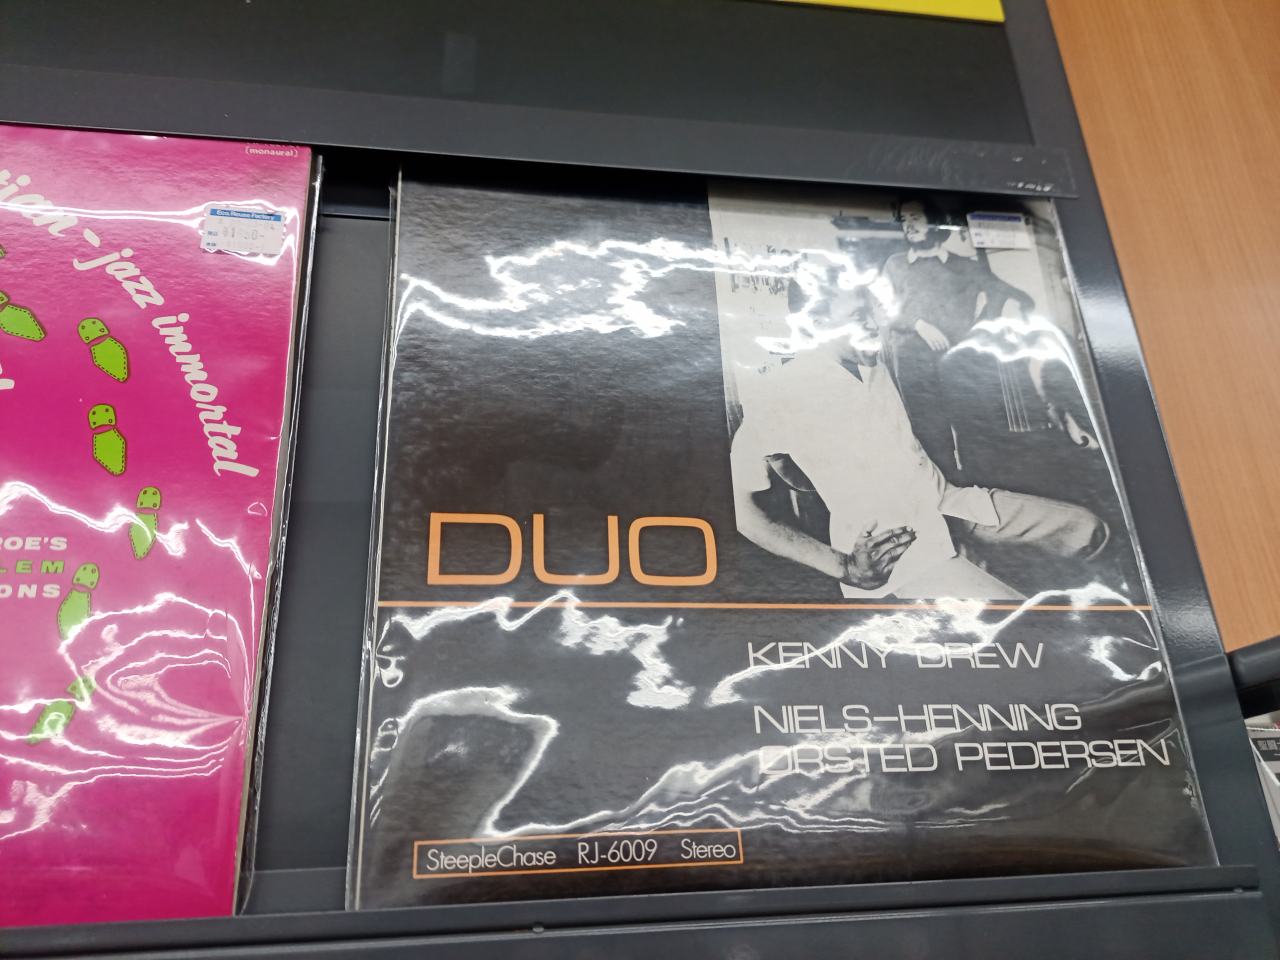 (monaural)
Eco.House Factory
-jazz immortal
ROE'S
LEM
ONS
DUO
KENNY DREW
NIELS-HENNING
ØRSTED PEDERSEN
SteepleChase RJ-6009 Stereo